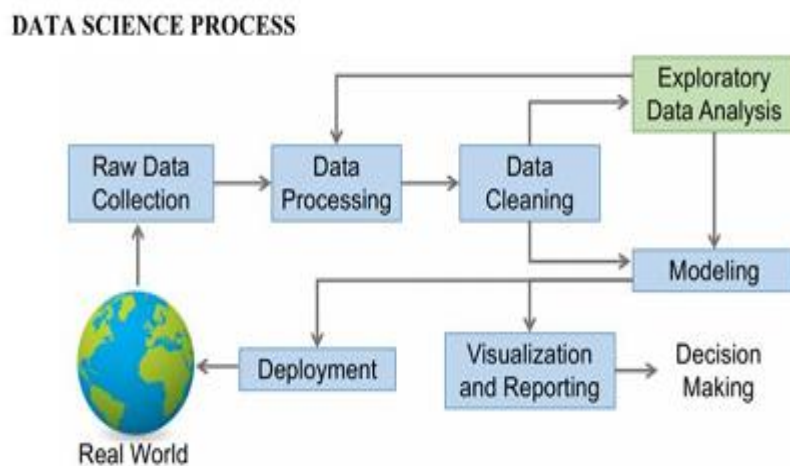 DATA SCIENCE PROCESS
Exploratory
Data Analysis
Raw Data
Collection
Data
Processing
Data
Cleaning
Modeling
Deployment
Visualization
and Reporting
Decision
Making
Real World